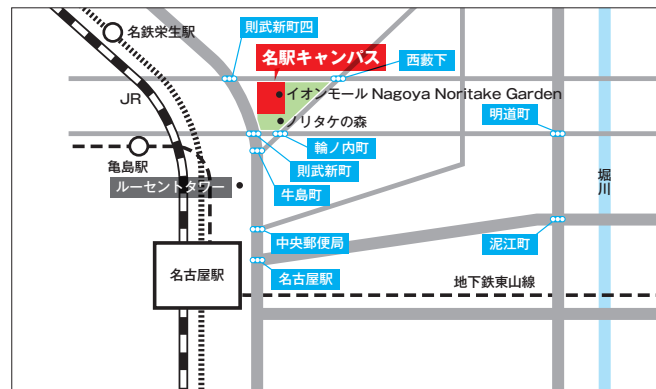 名鉄栄生駅
則武新町四
名駅キャンパス
西薮下
JR
イオンモール Nagoya Noritake Garden
ノリタケの森
明道町
輪ノ内町
亀島駅
則武新町
堀川
ルーセントタワー
牛島町
中央郵便局
泥江町
名古屋駅
名古屋駅
地下鉄東山線